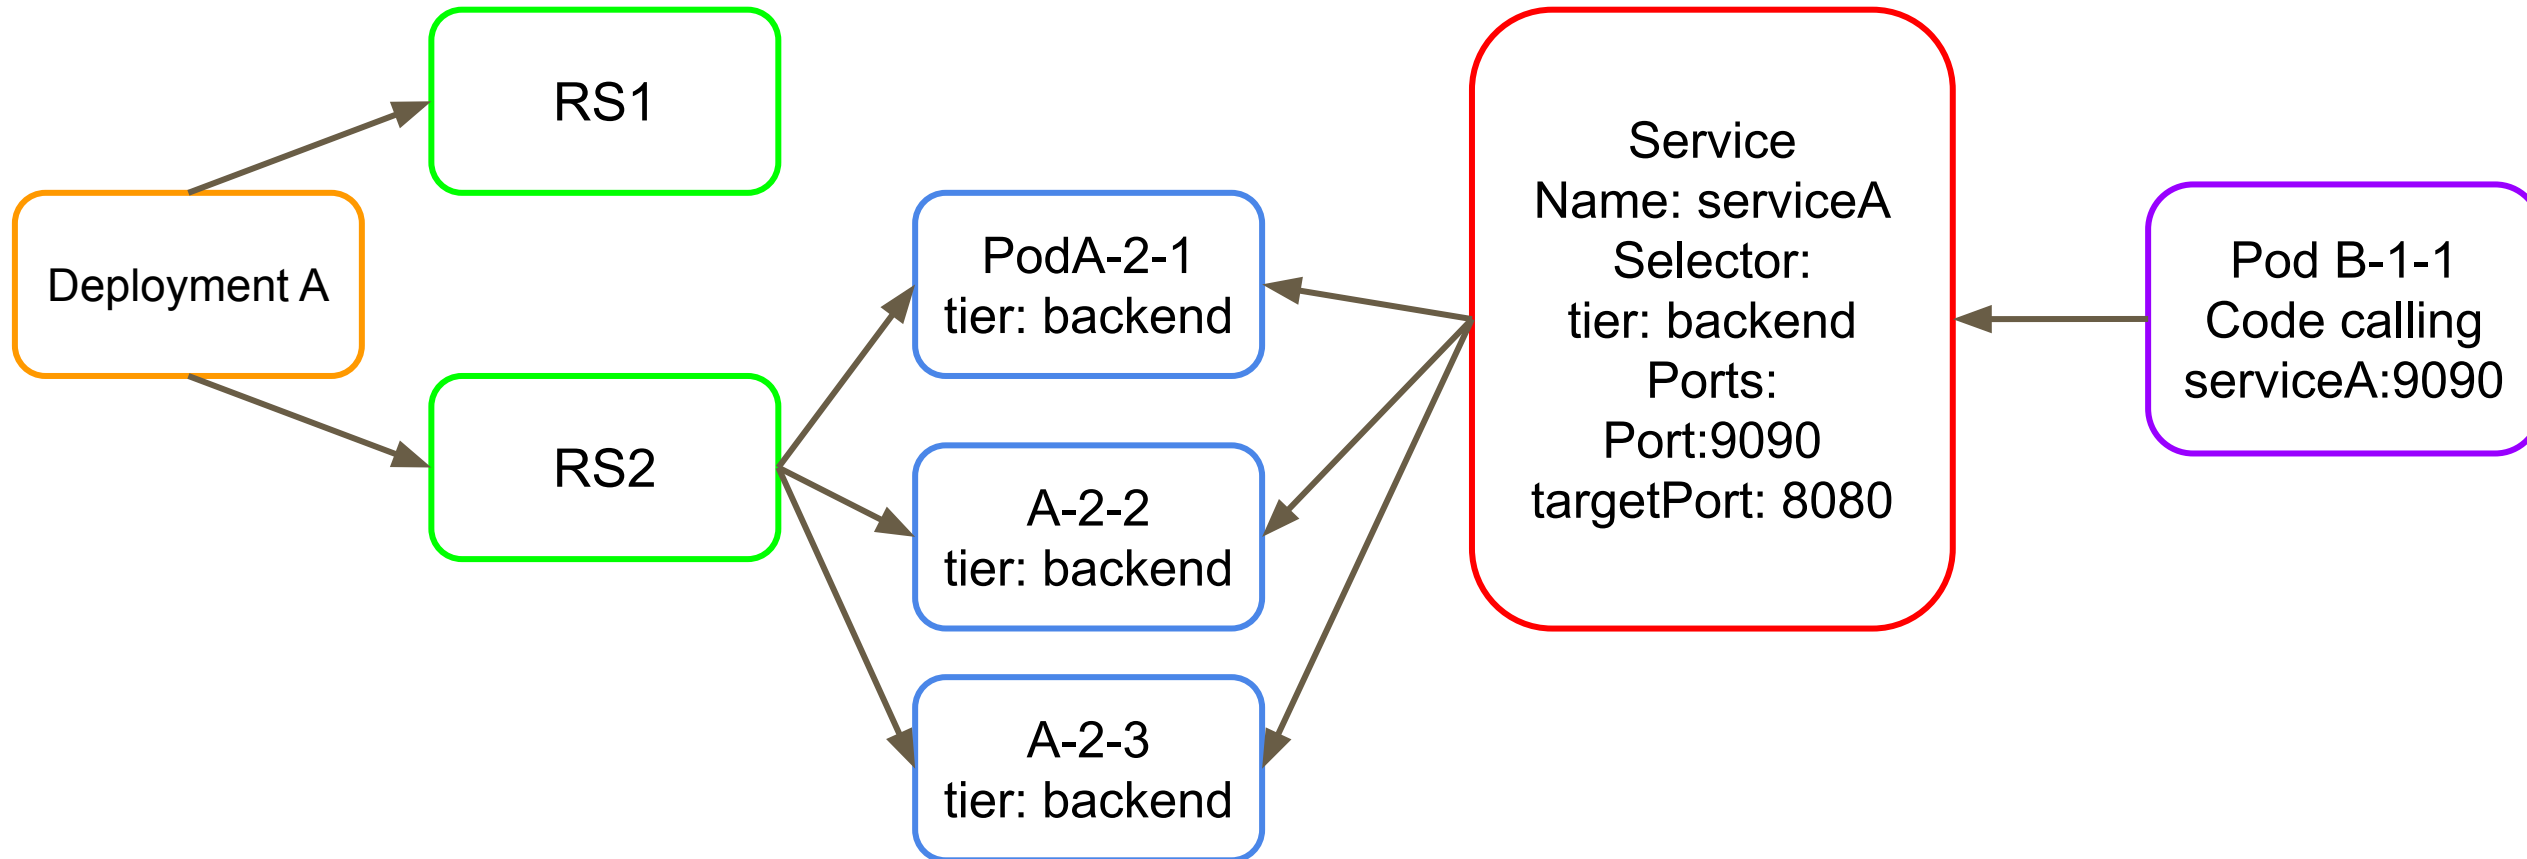 RS1
Deployment A
RS2
PodA-2-1
tier: backend
A-2-2
tier: backend
A-2-3
tier: backend
Service
Name: serviceA
Selector:
tier: backend
Ports:
Port:9090
targetPort: 8080
Pod B-1-1
Code calling
serviceA:9090